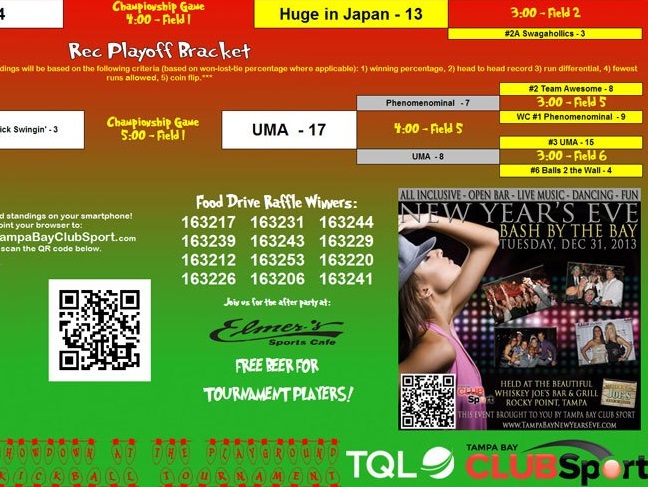 4
Championship Game
4:00 - Field 1
Huge in Japan - 13
3:00 - Field 2
#2A Swagaholics - 3
Rec Playoff Bracket
dings will be based on the following criteria (based on won-lost-tie percentage where applicable): 1) winning percentage, 2) head to head record 3) run differential, 4) fewest
runs allowed, 5) coin flip.***
#2 Team Awesome - 8
Phenomenominal - 7
3:00 - Field 5
WC #1 Phenomominal - 9
ick Swingin' - 3
Championship Game
5:00 - Field 1
UMA - 17
4:00 - Field 5
#3 UMA - 15
UMA - 8
3:00 - Field 6
#6 Balls 2 the Wall - 4
Food Drive Raffle Winners:
163217 163231 163244
163239 163243 163229
163212 163253 163220
163226 163206 163241
d standings on your smartphone!
oint your browser to:
TampaBayClubSport.com
scan the QR code below.
Join us for the after party at:
Elmer's
Sports Cafe
FREE BEER FOR
TOURNAMENT PLAYERS!
ALL INCLUSIVE - OPEN BAR - LIVE MUSIC - DANCING - FUN
NEW YEAR'S EVE
BASH BY THE BAY
TUESDAY, DEC 31, 2013
HELD AT THE BEAUTIFUL
WHISKEY JOE'S BAR & GRILL
ROCKY POINT, TAMPA
CLUB
Sport
THIS EVENT BROUGHT TO YOU BY TAMPA BAY CLUB SPORT
WWW.TAMPABAYNEWYEARSEVE.COM
SHOWDOWN AT THE PLAYGROUND
KICKBALL TOURNAMENT
TQL
TAMPA BAY
CLUBSport